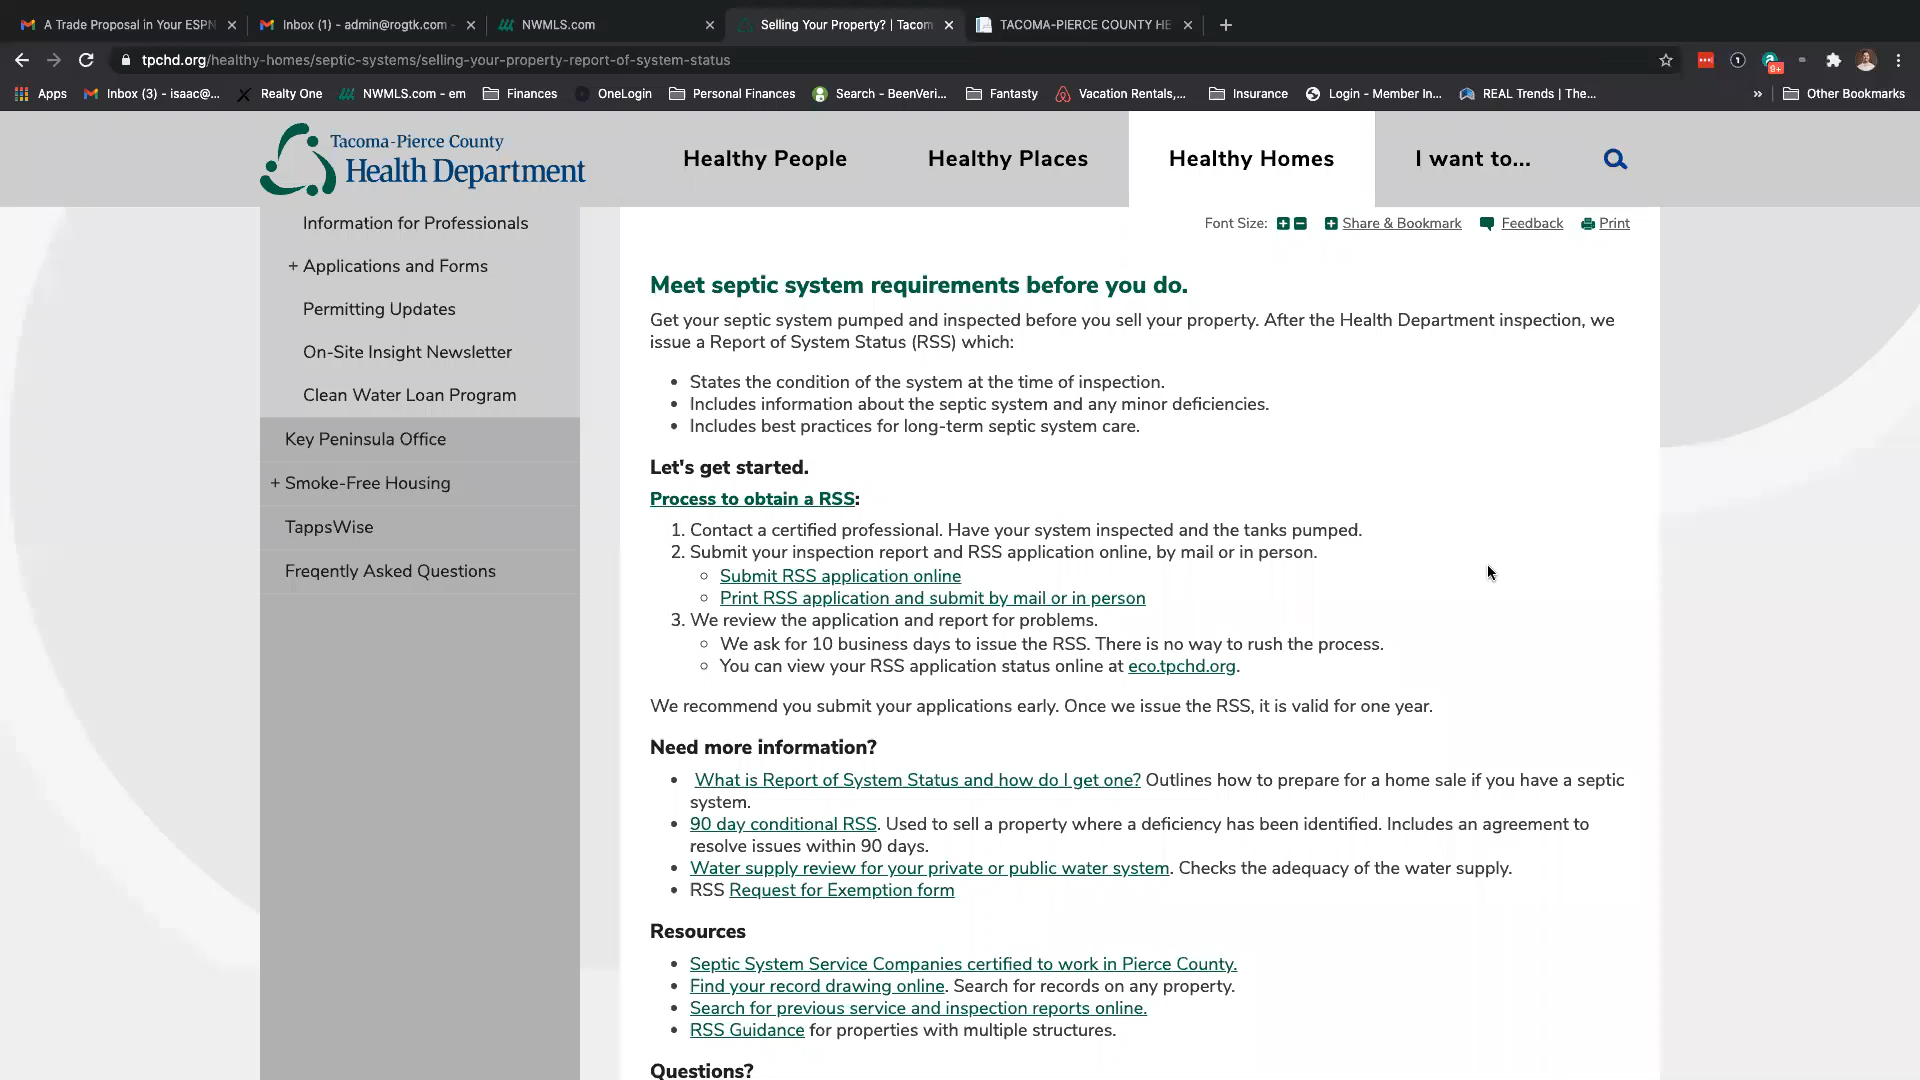 A Trade Proposal in Your ESPN
Inbox (1) - admin@rogtk.com -
NWMLS.com
Selling Your Property? | Tacom
TACOMA-PIERCE COUNTY HE
tpchd.org/healthy-homes/septic-systems/selling-your-property-report-of-system-status
9+
Apps
Inbox (3) - isaac@...
Realty One
NWMLS.com - em
Finances
OneLogin
Personal Finances
Search - BeenVeri...
Fantasty
Vacation Rentals,...
Insurance
Login - Member In...
REAL Trends | The...
»
Other Bookmarks
Tacoma-Pierce County
Health Department
Healthy People
Healthy Places
Healthy Homes
I want to...
Information for Professionals
+ Applications and Forms
Permitting Updates
On-Site Insight Newsletter
Clean Water Loan Program
Key Peninsula Office
+ Smoke-Free Housing
TappsWise
Freqently Asked Questions
Font Size:
Share & Bookmark
Feedback
Print
Meet septic system requirements before you do.
Get your septic system pumped and inspected before you sell your property. After the Health Department inspection, we
issue a Report of System Status (RSS) which:
• States the condition of the system at the time of inspection.
• Includes information about the septic system and any minor deficiencies.
• Includes best practices for long-term septic system care.
Let's get started.
Process to obtain a RSS:
1. Contact a certified professional. Have your system inspected and the tanks pumped.
2. Submit your inspection report and RSS application online, by mail or in person.
Submit RSS application online
Print RSS application and submit by mail or in person
3. We review the application and report for problems.
We ask for 10 business days to issue the RSS. There is no way to rush the process.
You can view your RSS application status online at eco.tpchd.org.
We recommend you submit your applications early. Once we issue the RSS, it is valid for one year.
Need more information?
• What is Report of System Status and how do I get one? Outlines how to prepare for a home sale if you have a septic
system.
• 90 day conditional RSS. Used to sell a property where a deficiency has been identified. Includes an agreement to
resolve issues within 90 days.
• Water supply review for your private or public water system. Checks the adequacy of the water supply.
• RSS Request for Exemption form
Resources
• Septic System Service Companies certified to work in Pierce County.
• Find your record drawing online. Search for records on any property.
• Search for previous service and inspection reports online.
• RSS Guidance for properties with multiple structures.
Questions?